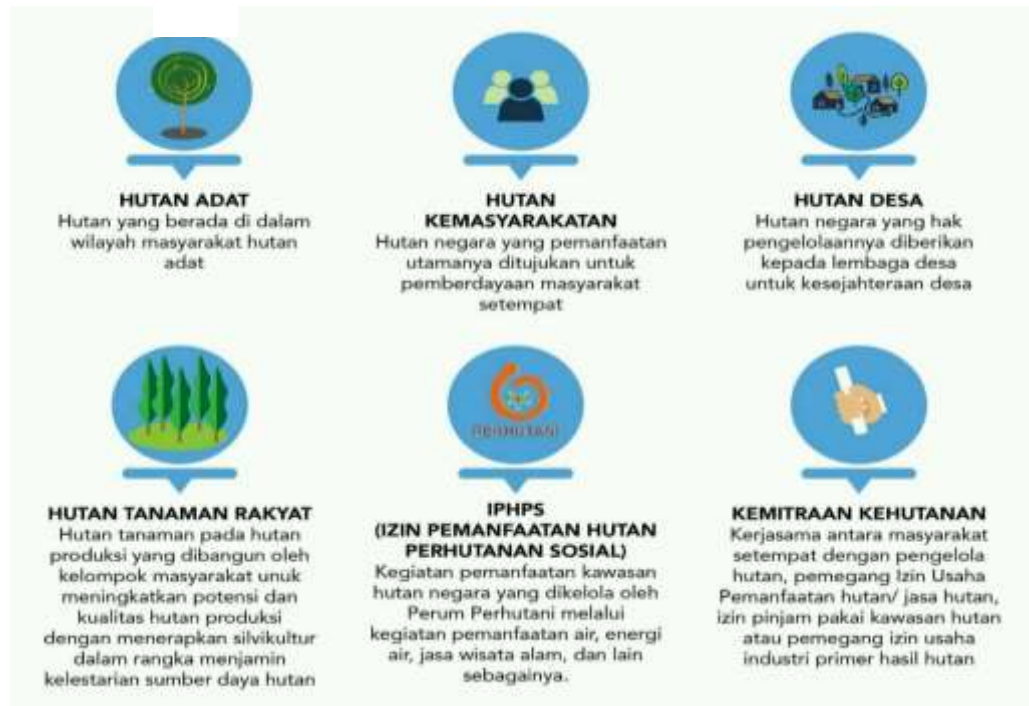 HUTAN ADAT
Hutan yang berada di dalam
wilayah masyarakat hutan
adat
HUTAN
KEMASYARAKATAN
Hutan negara yang pemanfaatan
utamanya ditujukan untuk
pemberdayaan masyarakat
setempat
HUTAN DESA
Hutan negara yang hak
pengelolaannya diberikan
kepada lembaga desa
untuk kesejahteraan desa
HUTAN TANAMAN RAKYAT
Hutan tanaman pada hutan
produksi yang dibangun oleh
kelompok masyarakat unuk
meningkatkan potensi dan
kualitas hutan produksi
dengan menerapkan silvikultur
dalam rangka menjamin
kelestarian sumber daya hutan
PERHUTANI
IPHPS
(IZIN PEMANFAATAN HUTAN
PERHUTANAN SOSIAL)
Kegiatan pemanfaatan kawasan
hutan negara yang dikelola oleh
Perum Perhutani melalui
kegiatan pemanfaatan air, energi
air, jasa wisata alam, dan lain
sebagainya.
KEMITRAAN KEHUTANAN
Kerjasama antara masyarakat
setempat dengan pengelola
hutan, pemegang Izin Usaha
Pemanfaatan hutan/ jasa hutan,
izin pinjam pakai kawasan hutan
atau pemegang izin usaha
industri primer hasil hutan